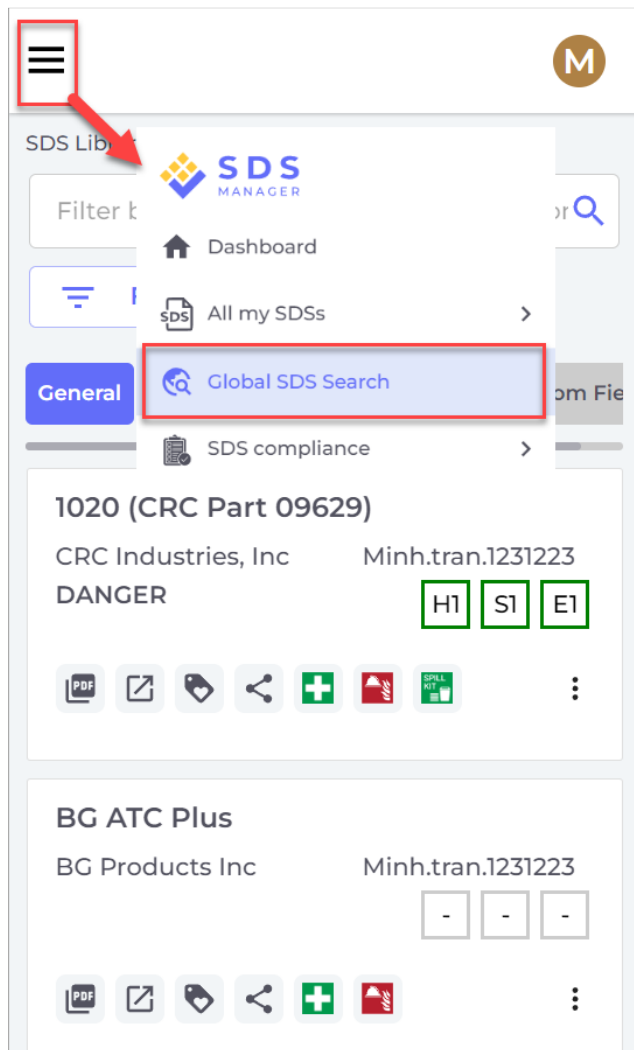 M
SDS Libr
SDS
MANAGER
Filter b
or
Dashboard
SDS
All my SDSs
General
Global SDS Search
om Fie
SDS compliance
1020 (CRC Part 09629)
CRC Industries, Inc Minh.tran.1231223
DANGER
H1 S1 E1
PDF
SPILL
KIT
BG ATC Plus
BG Products Inc Minh.tran.1231223
- - -
PDF